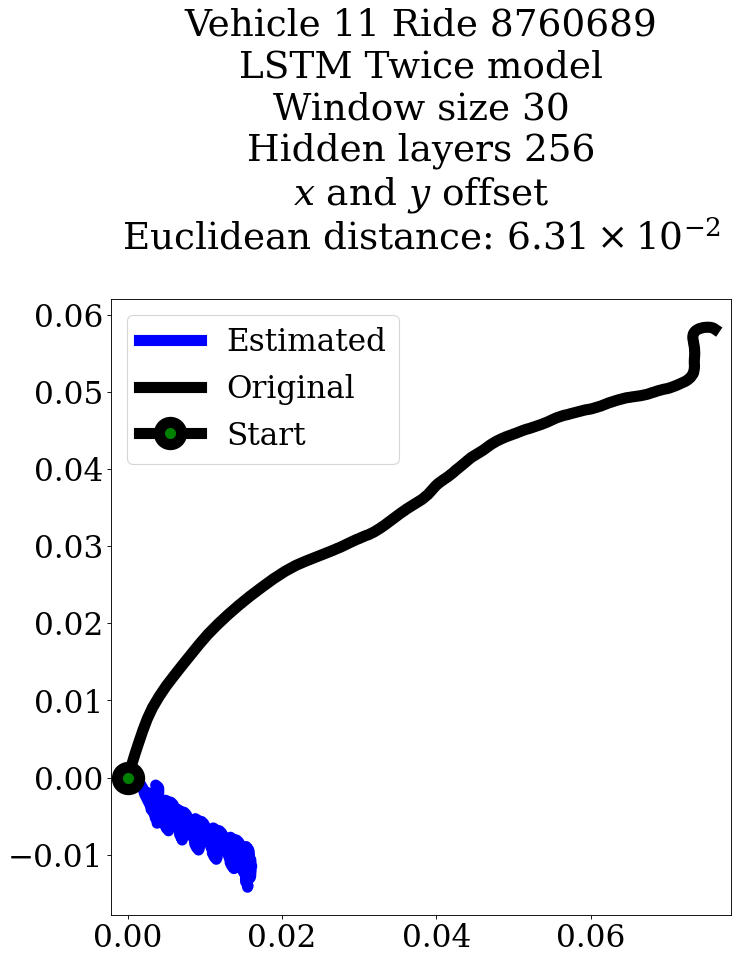 Vehicle 11 Ride 8760689
LSTM Twice model
Window size 30
Hidden layers 256
x and y offset
Euclidean distance: 6.31 × 10⁻²
Estimated
Original
Start
0.06
0.05
0.04
0.03
0.02
0.01
0.00
−0.01
0.00 0.02 0.04 0.06